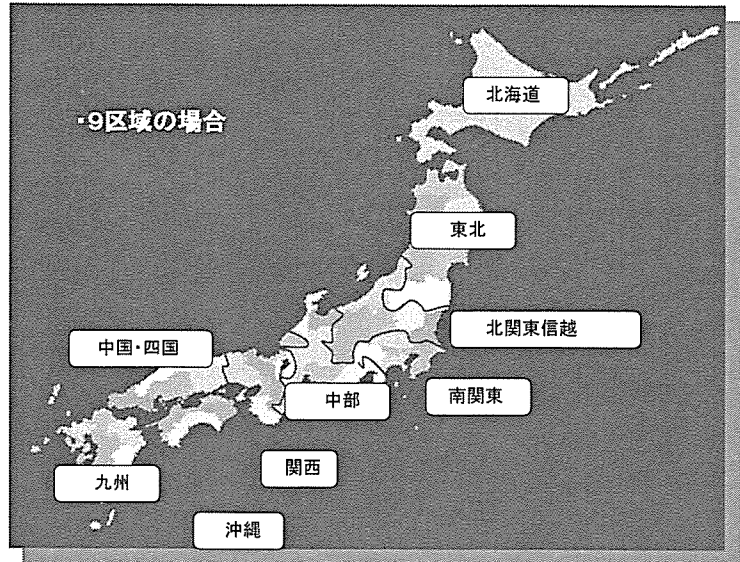 ・9区域の場合
北海道
東北
北関東信越
中国・四国
中部
南関東
関西
九州
沖縄